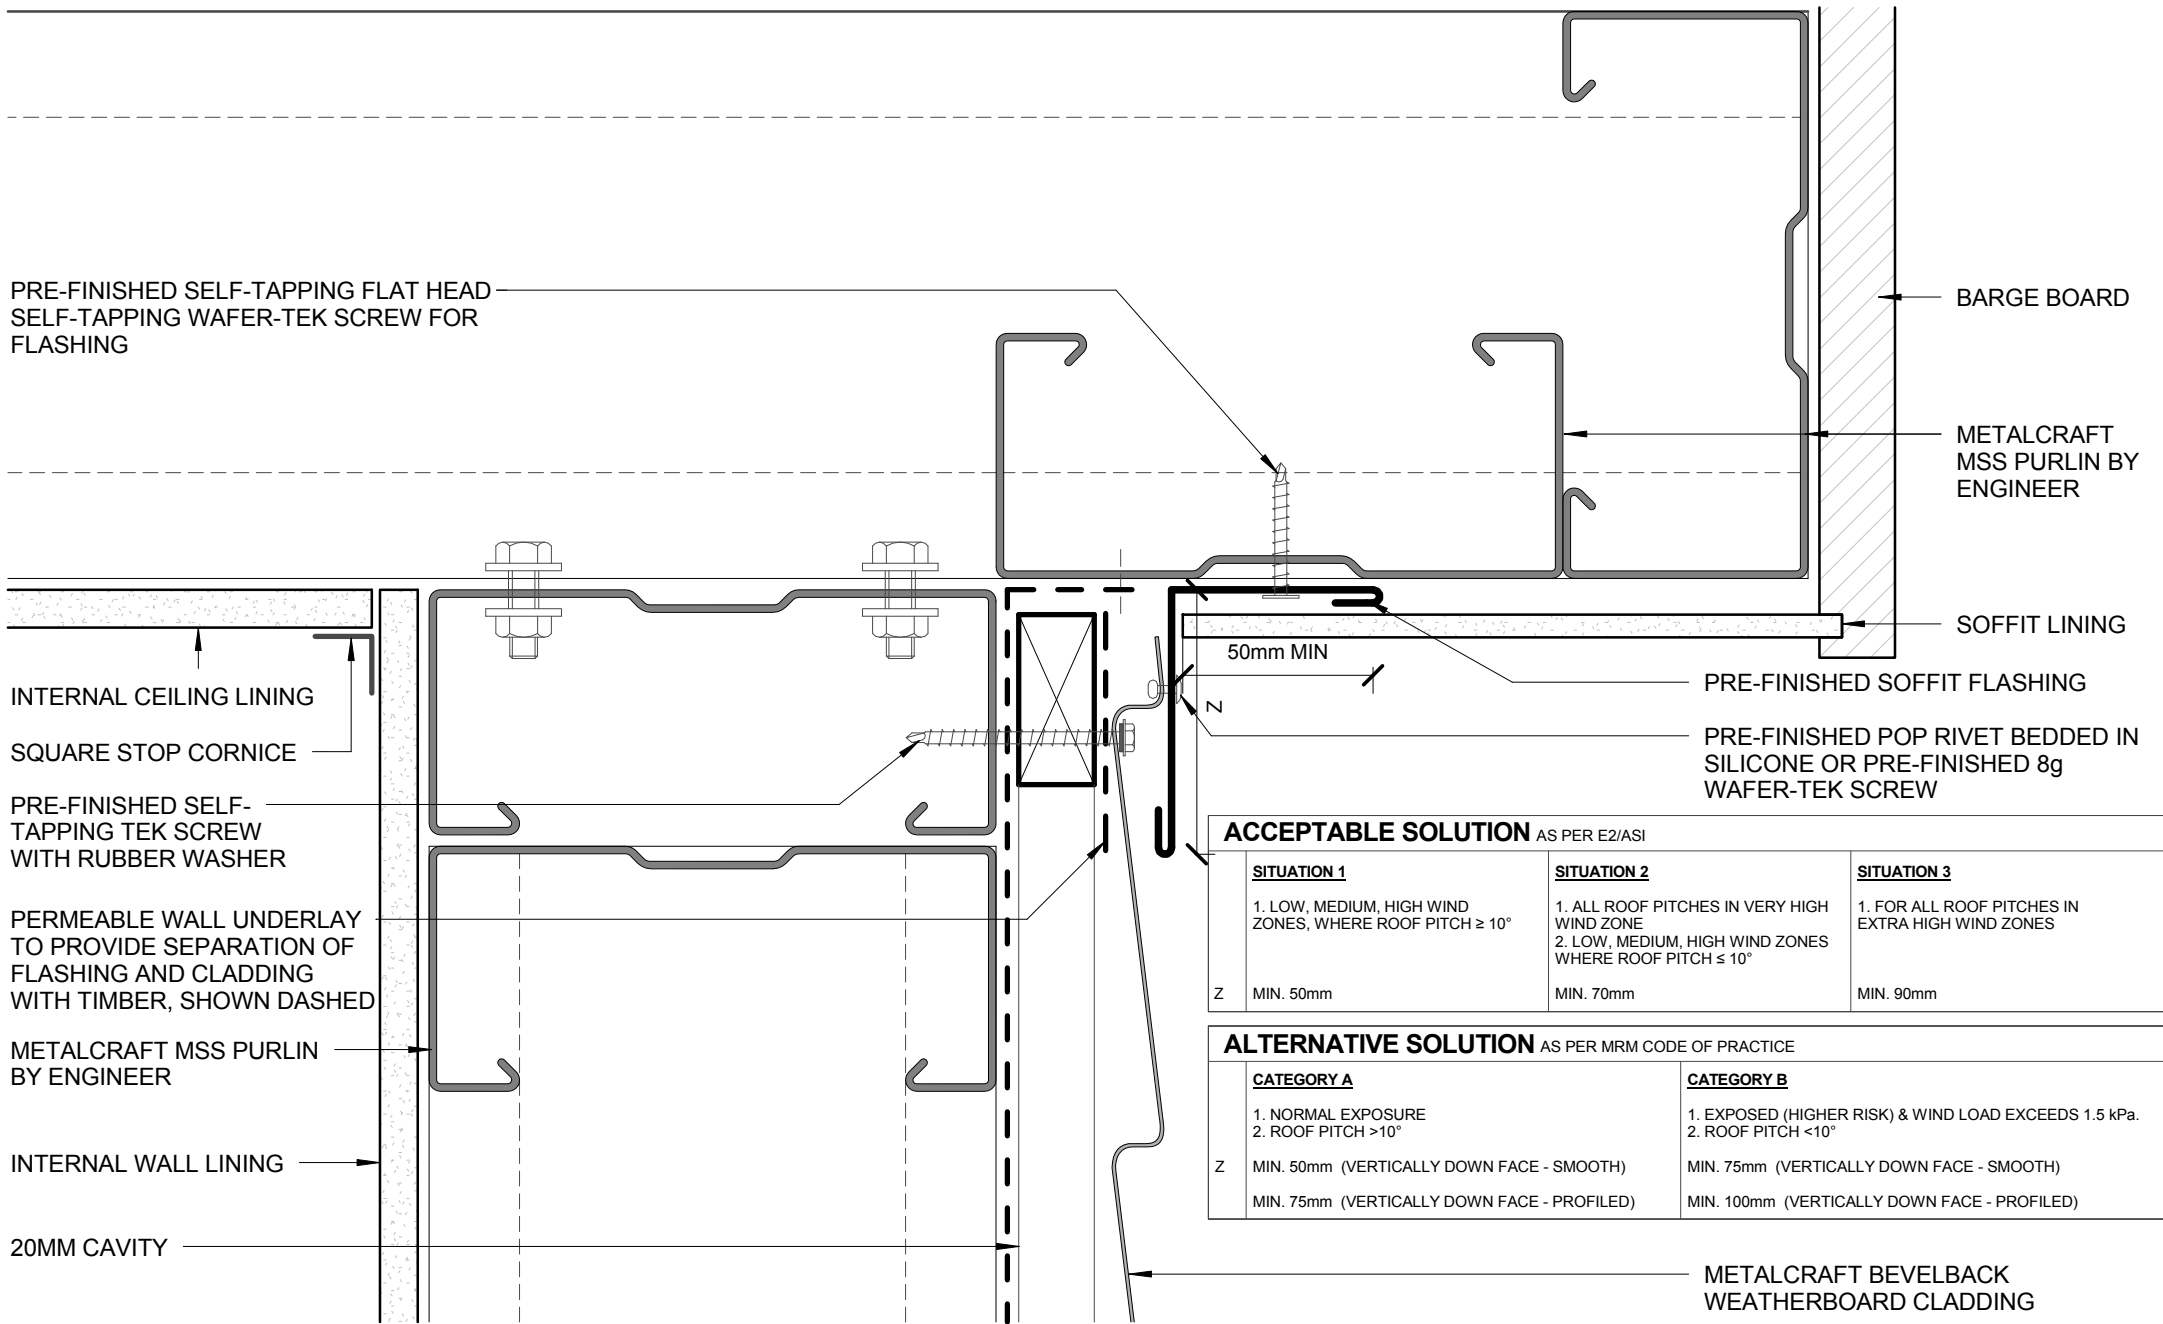 PRE-FINISHED SELF-TAPPING FLAT HEAD
SELF-TAPPING WAFER-TEK SCREW FOR
FLASHING
INTERNAL CEILING LINING
SQUARE STOP CORNICE
PRE-FINISHED SELF-
TAPPING TEK SCREW
WITH RUBBER WASHER
PERMEABLE WALL UNDERLAY
TO PROVIDE SEPARATION OF
FLASHING AND CLADDING
WITH TIMBER, SHOWN DASHED
METALCRAFT MSS PURLIN
BY ENGINEER
INTERNAL WALL LINING
20MM CAVITY
BARGE BOARD
METALCRAFT
MSS PURLIN BY
ENGINEER
SOFFIT LINING
50mm MIN
Z
PRE-FINISHED SOFFIT FLASHING
PRE-FINISHED POP RIVET BEDDED IN
SILICONE OR PRE-FINISHED 8g
WAFER-TEK SCREW
ACCEPTABLE SOLUTION AS PER E2/ASI
SITUATION 1
1. LOW, MEDIUM, HIGH WIND
ZONES, WHERE ROOF PITCH ≥ 10°
SITUATION 2
1. ALL ROOF PITCHES IN VERY HIGH
WIND ZONE
2. LOW, MEDIUM, HIGH WIND ZONES
WHERE ROOF PITCH ≤ 10°
SITUATION 3
1. FOR ALL ROOF PITCHES IN
EXTRA HIGH WIND ZONES
Z MIN. 50mm MIN. 70mm MIN. 90mm
ALTERNATIVE SOLUTION AS PER MRM CODE OF PRACTICE
CATEGORY A
1. NORMAL EXPOSURE
2. ROOF PITCH >10°
Z MIN. 50mm (VERTICALLY DOWN FACE - SMOOTH)
MIN. 75mm (VERTICALLY DOWN FACE - PROFILED)
CATEGORY B
1. EXPOSED (HIGHER RISK) & WIND LOAD EXCEEDS 1.5 kPa.
2. ROOF PITCH <10°
MIN. 75mm (VERTICALLY DOWN FACE - SMOOTH)
MIN. 100mm (VERTICALLY DOWN FACE - PROFILED)
METALCRAFT BEVELBACK
WEATHERBOARD CLADDING